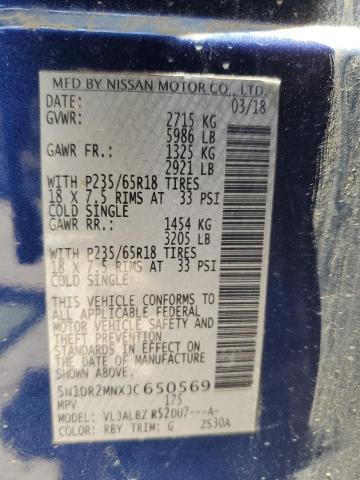 MFD BY NISSAN MOTOR CO., LTD.
DATE: 03/18
GVWR: 2715 KG
5986 LB
GAWR FR.: 1325 KG
2921 LB
WITH P235/65R18 TIRES
18 X 7.5 RIMS AT 33 PSI
COLD SINGLE
GAWR RR.: 1454 KG
3205 LB
WITH P235/65R18 TIRES
18 X 7.5 RIMS AT 33 PSI
COLD SINGLE
THIS VEHICLE CONFORMS TO
ALL APPLICABLE FEDERAL
MOTOR VEHICLE SAFETY AND
THEFT PREVENTION
STANDARDS IN EFFECT ON
THE DATE OF MANUFACTURE
SHOWN ABOVE.
5N1DR2MNXJC650569
MPV 175
MODEL: VL3ALBZ R52DU7---A-
COLOR: RBY TRIM: G 2S30A